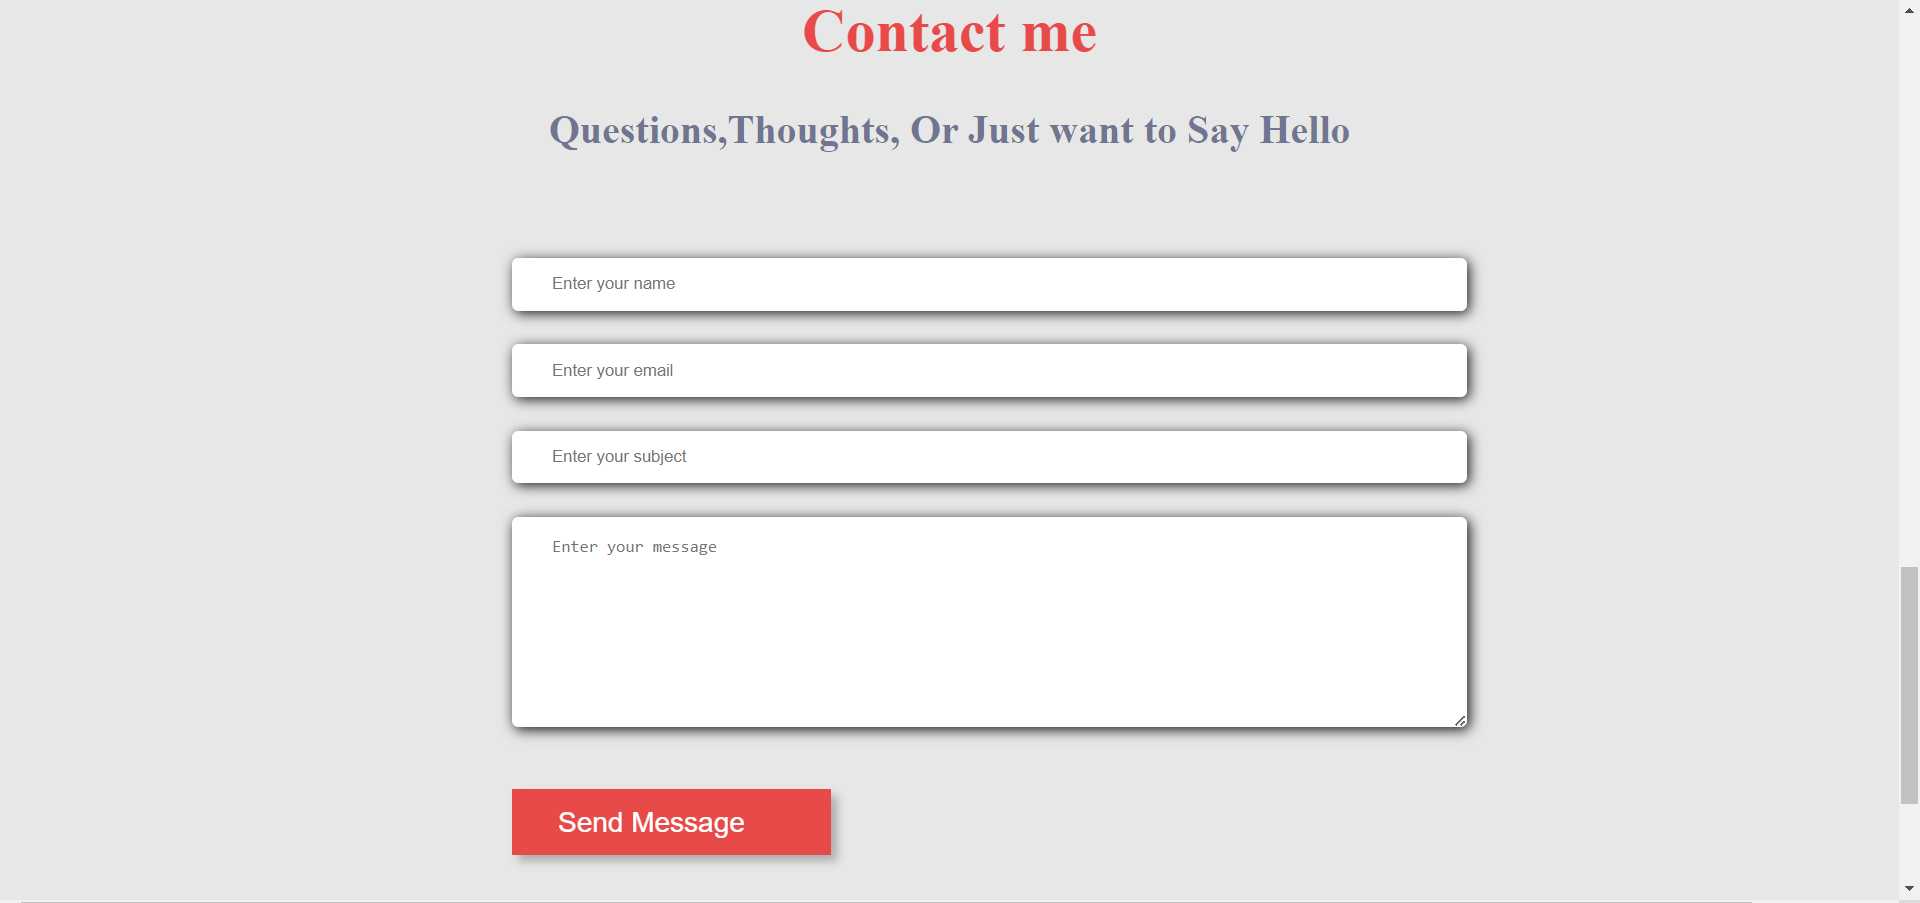 Contact me
Questions,Thoughts, Or Just want to Say Hello
Enter your name
Enter your email
Enter your subject
Enter your message
Send Message